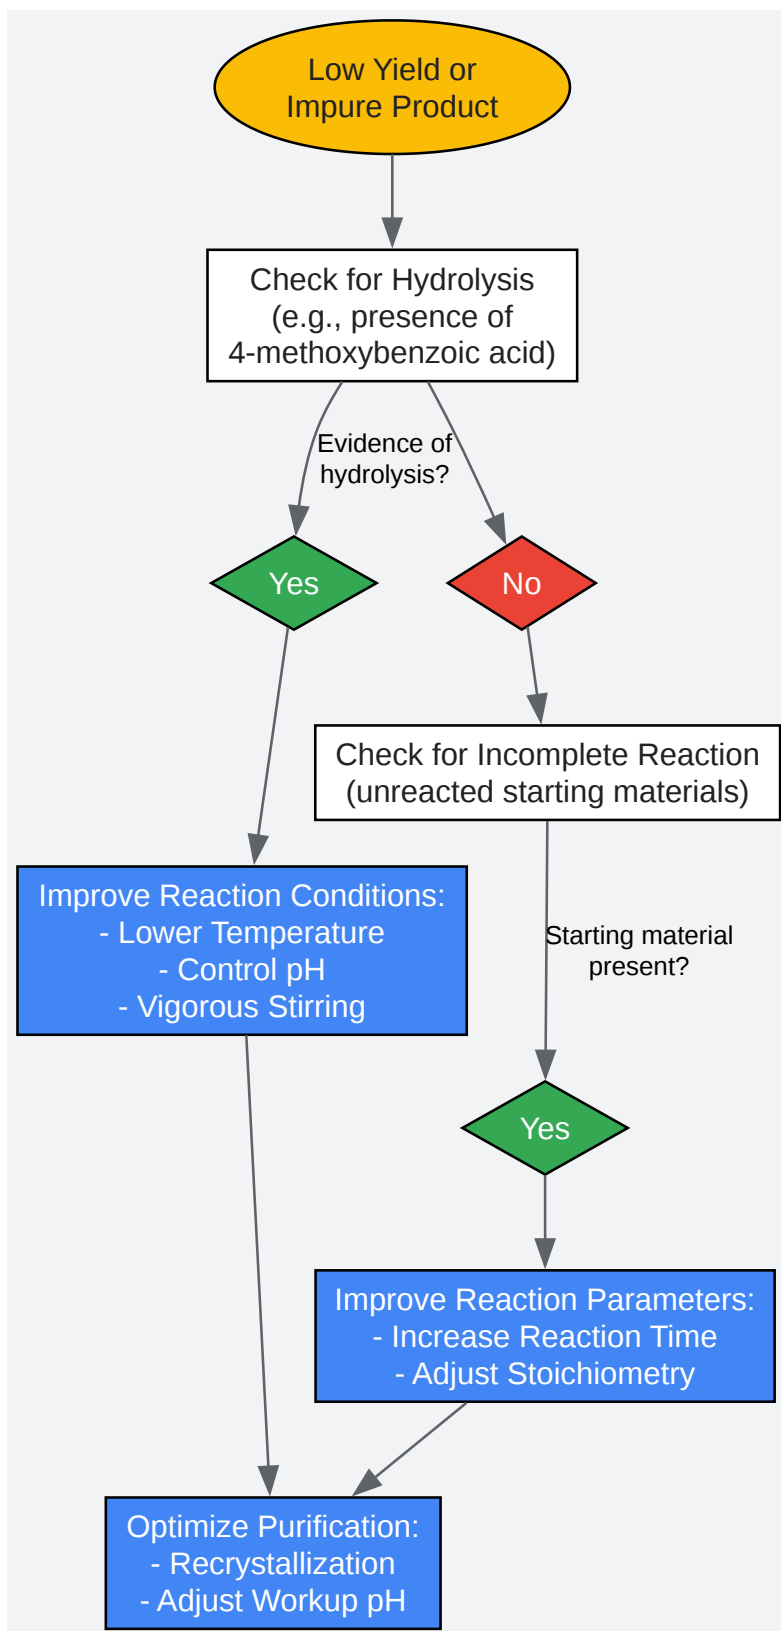 Low Yield or
Impure Product
Check for Hydrolysis
(e.g., presence of
4-methoxybenzoic acid)
Evidence of
hydrolysis?
Yes
No
Check for Incomplete Reaction
(unreacted starting materials)
Improve Reaction Conditions:
- Lower Temperature
- Control pH
- Vigorous Stirring
Starting material
present?
Yes
Improve Reaction Parameters:
- Increase Reaction Time
- Adjust Stoichiometry
Optimize Purification:
- Recrystallization
- Adjust Workup pH